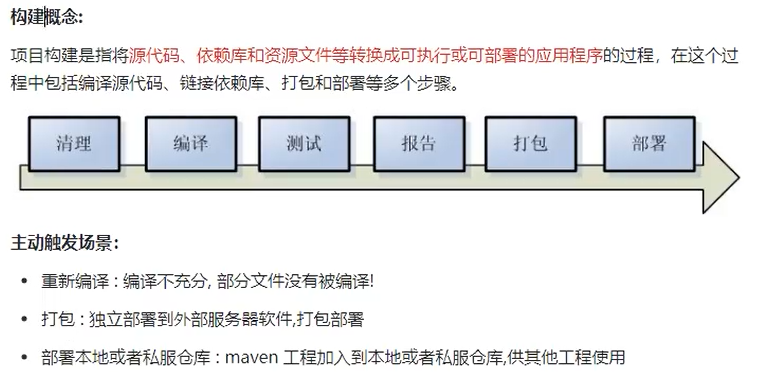 构建概念:
项目构建是指将源代码、依赖库和资源文件等转换成可执行或可部署的应用程序的过程，在这个过
程中包括编译源代码、链接依赖库、打包和部署等多个步骤。
清理 编译 测试 报告 打包 部署
主动触发场景：
• 重新编译 : 编译不充分, 部分文件没有被编译!
• 打包 : 独立部署到外部服务器软件,打包部署
• 部署本地或者私服仓库 : maven 工程加入到本地或者私服仓库,供其他工程使用